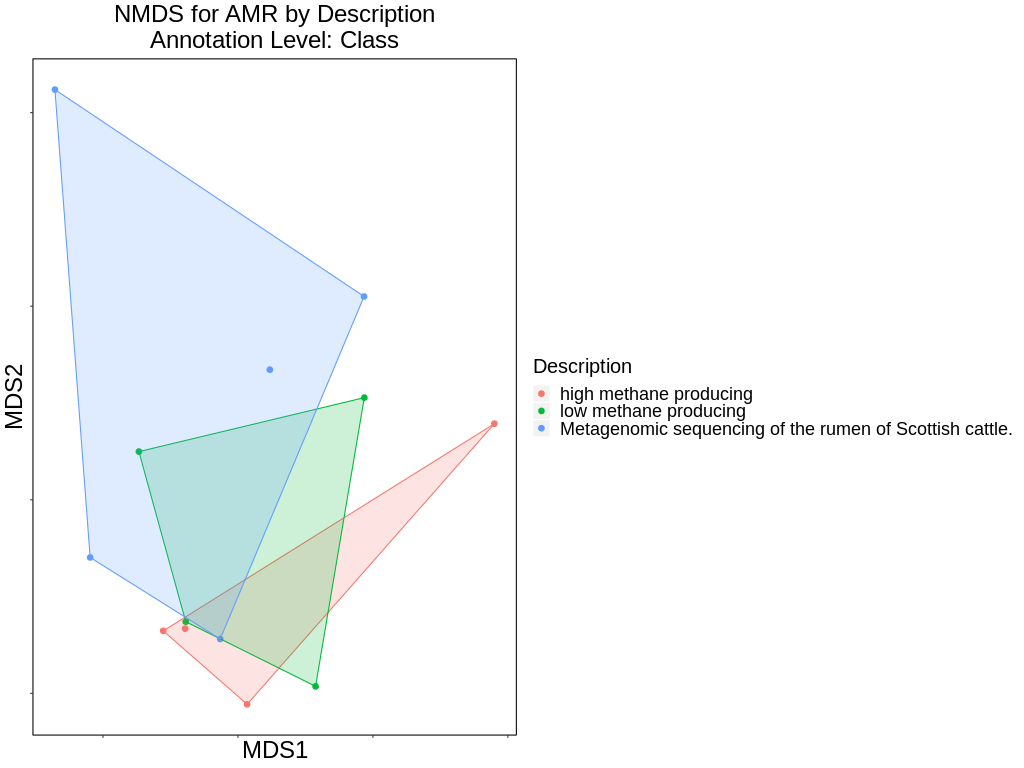 NMDS for AMR by Description
Annotation Level: Class
MDS2
MDS1
Description
high methane producing
low methane producing
Metagenomic sequencing of the rumen of Scottish cattle.